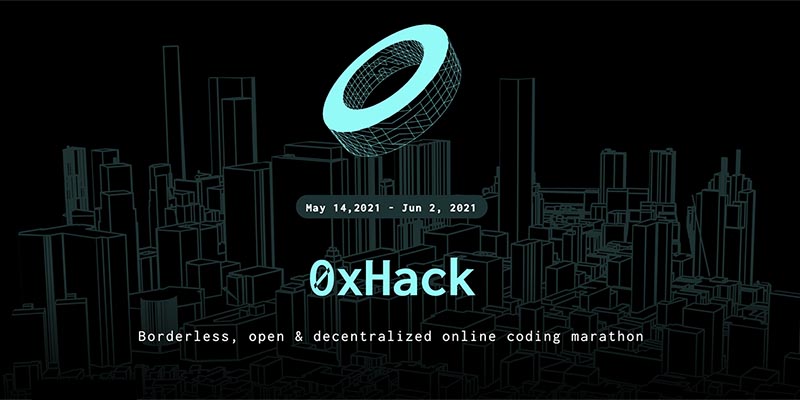 May 14,2021 - Jun 2, 2021
0xHack
Borderless, open & decentralized online coding marathon